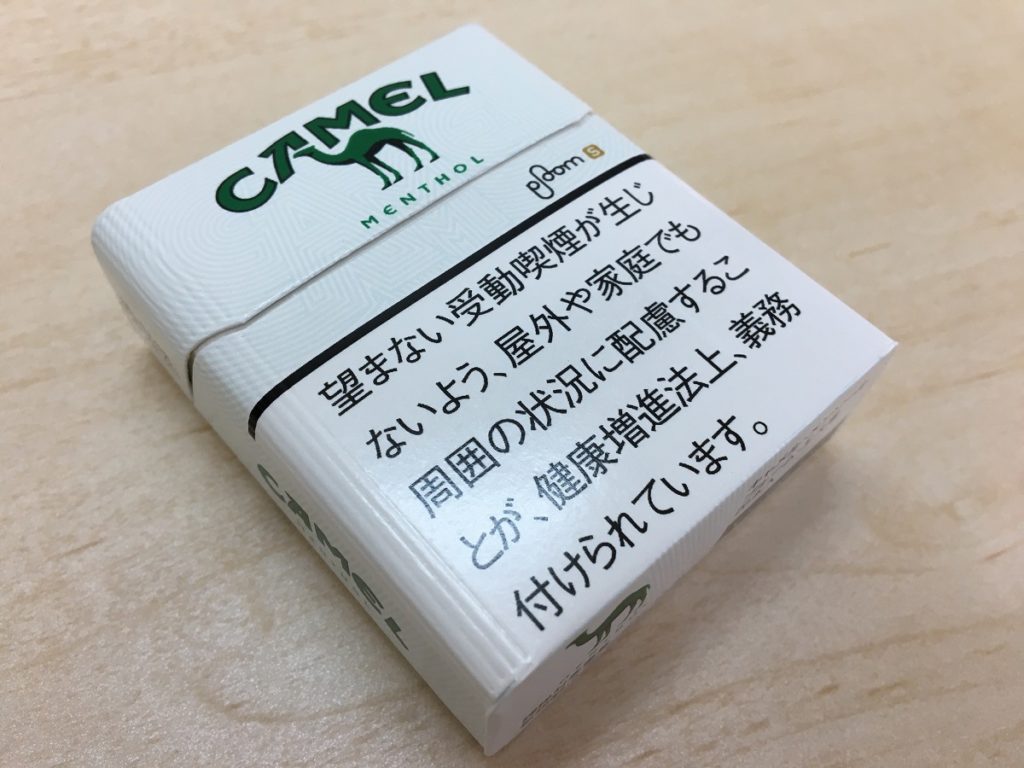 CAMEL
MENTHOL
Ploom S
望まない受動喫煙が生じ
ないよう、屋外や家庭でも
周囲の状況に配慮するこ
とが、健康増進法上、義務
付けられています。
CAMEL